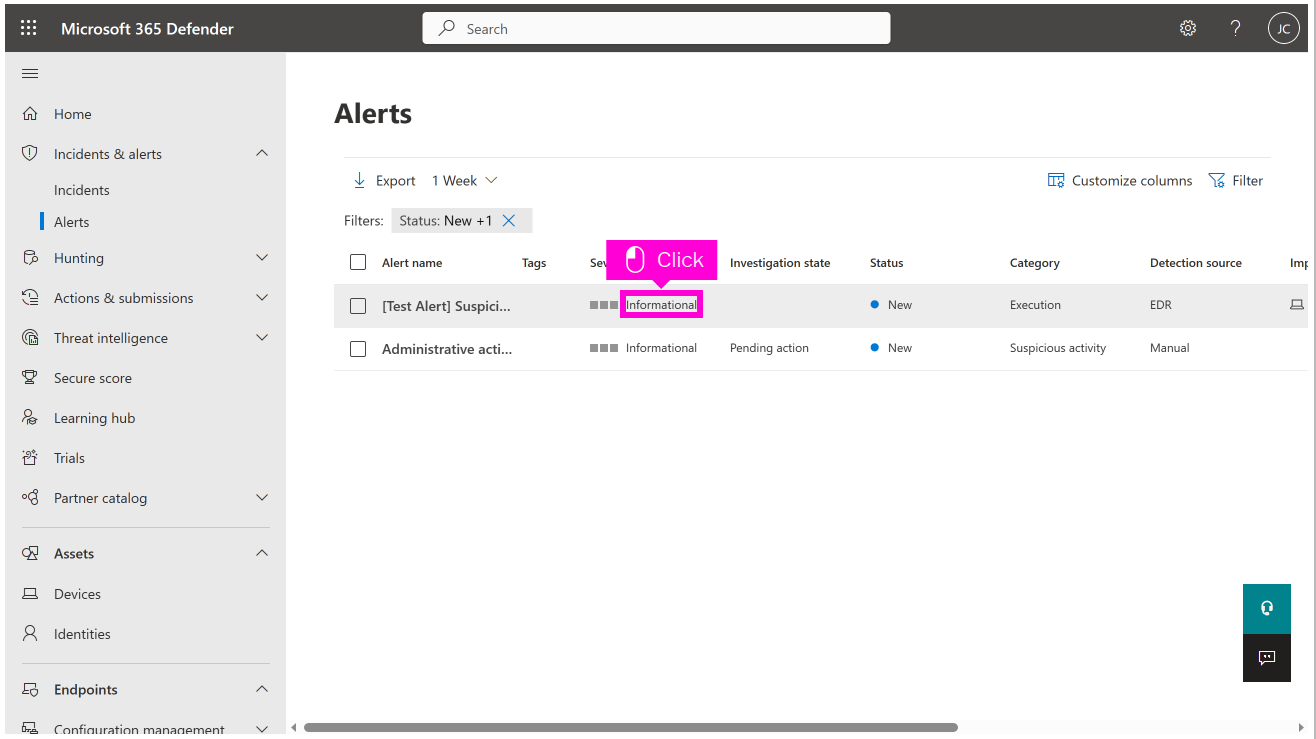 Microsoft 365 Defender
Search
JC
Home
Incidents & alerts
Incidents
Alerts
Hunting
Actions & submissions
Threat intelligence
Secure score
Learning hub
Trials
Partner catalog
Assets
Devices
Identities
Endpoints
Configuration management
Alerts
Export 1 Week
Customize columns Filter
Filters: Status: New +1
Click
Alert name Tags Sev Investigation state Status Category Detection source Imp
[Test Alert] Suspici... Informational New Execution EDR
Administrative acti... Informational Pending action New Suspicious activity Manual